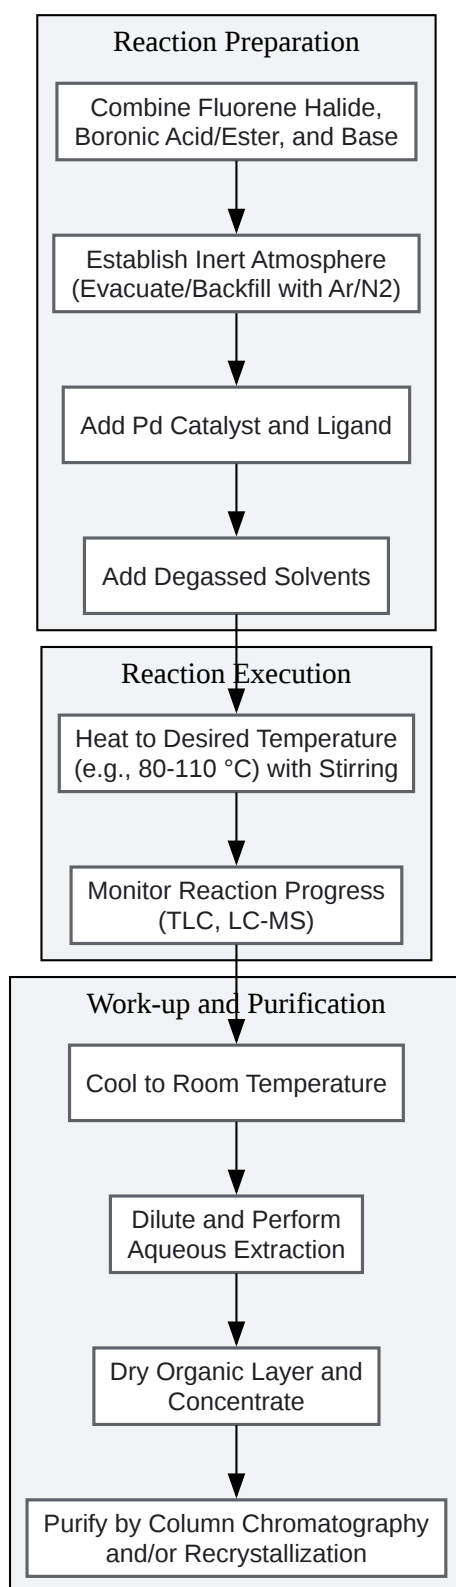 Reaction Preparation
Combine Fluorene Halide,
Boronic Acid/Ester, and Base
Establish Inert Atmosphere
(Evacuate/Backfill with Ar/N2)
Add Pd Catalyst and Ligand
Add Degassed Solvents
Reaction Execution
Heat to Desired Temperature
(e.g., 80-110 °C) with Stirring
Monitor Reaction Progress
(TLC, LC-MS)
Work-up and Purification
Cool to Room Temperature
Dilute and Perform
Aqueous Extraction
Dry Organic Layer and
Concentrate
Purify by Column Chromatography
and/or Recrystallization